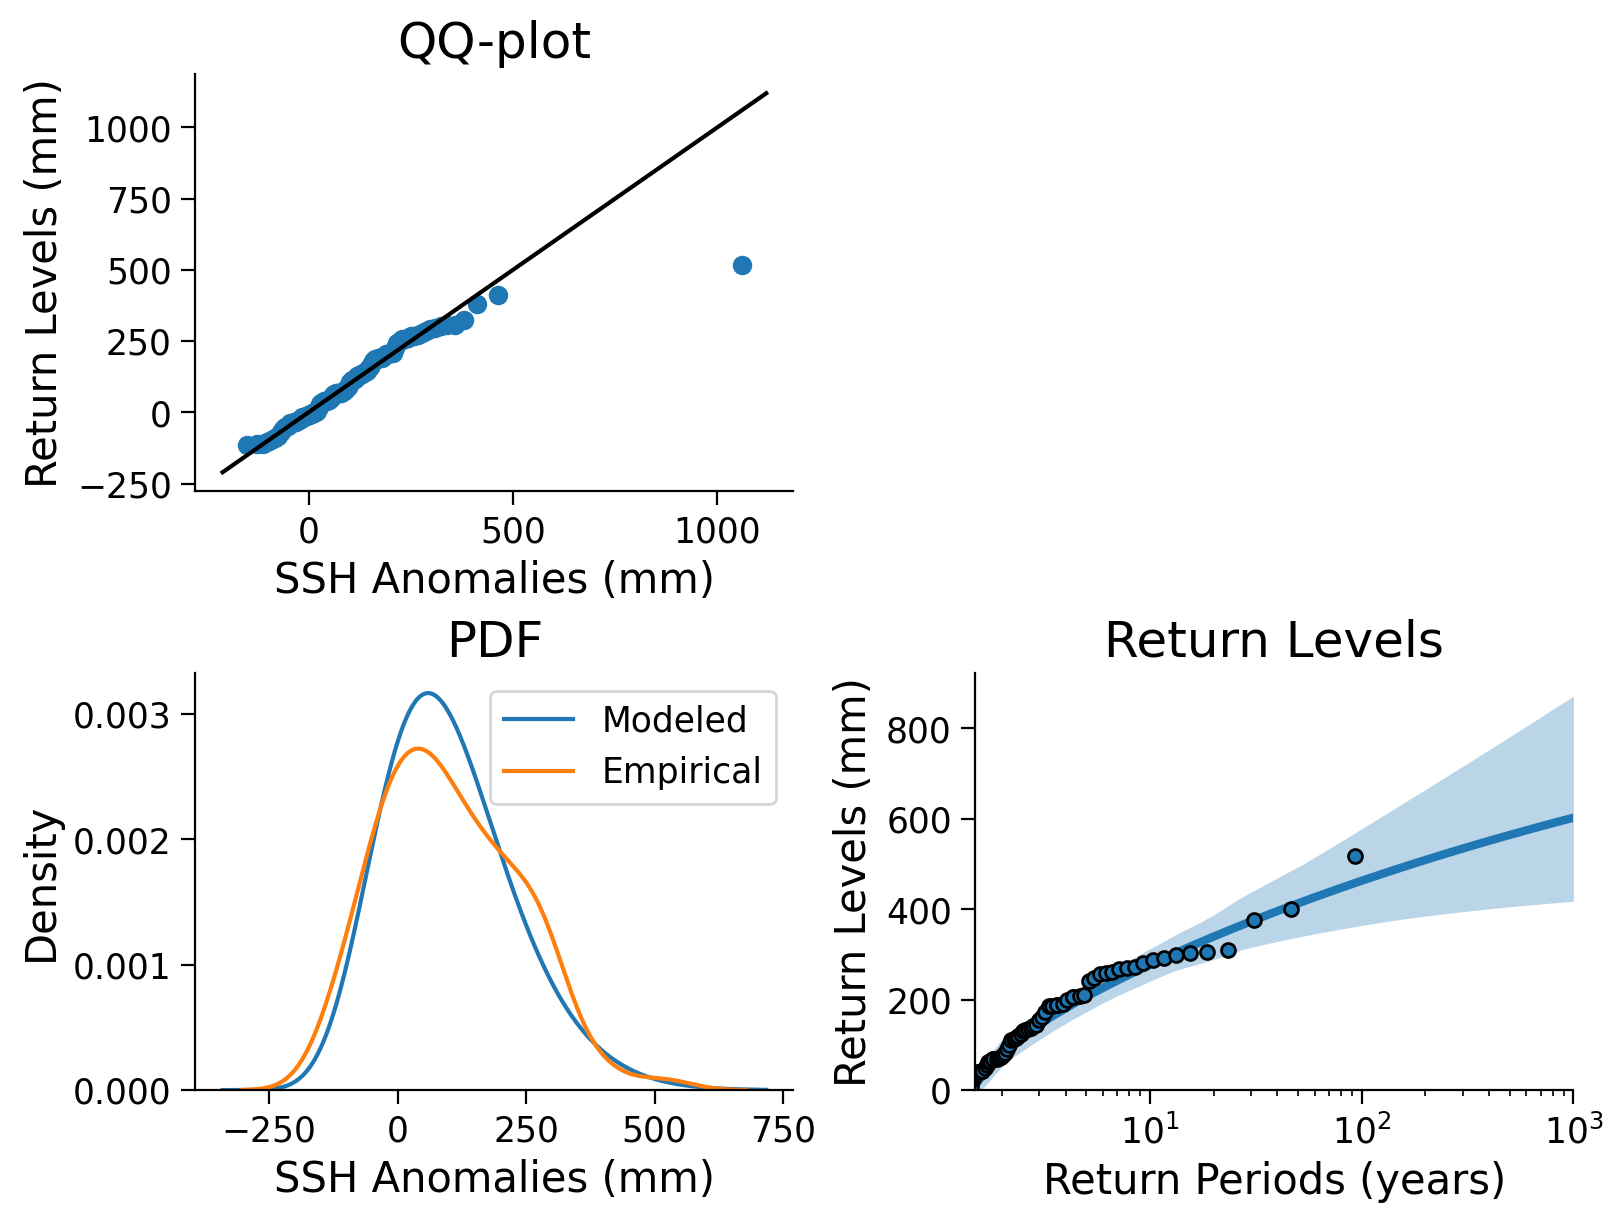 QQ-plot
Return Levels (mm)
1000
750
500
250
0
−250
0 500 1000
SSH Anomalies (mm)
PDF
Density
0.003
0.002
0.001
0.000
Modeled
Empirical
−250 0 250 500 750
SSH Anomalies (mm)
Return Levels
Return Levels (mm)
800
600
400
200
0
10¹ 10² 10³
Return Periods (years)